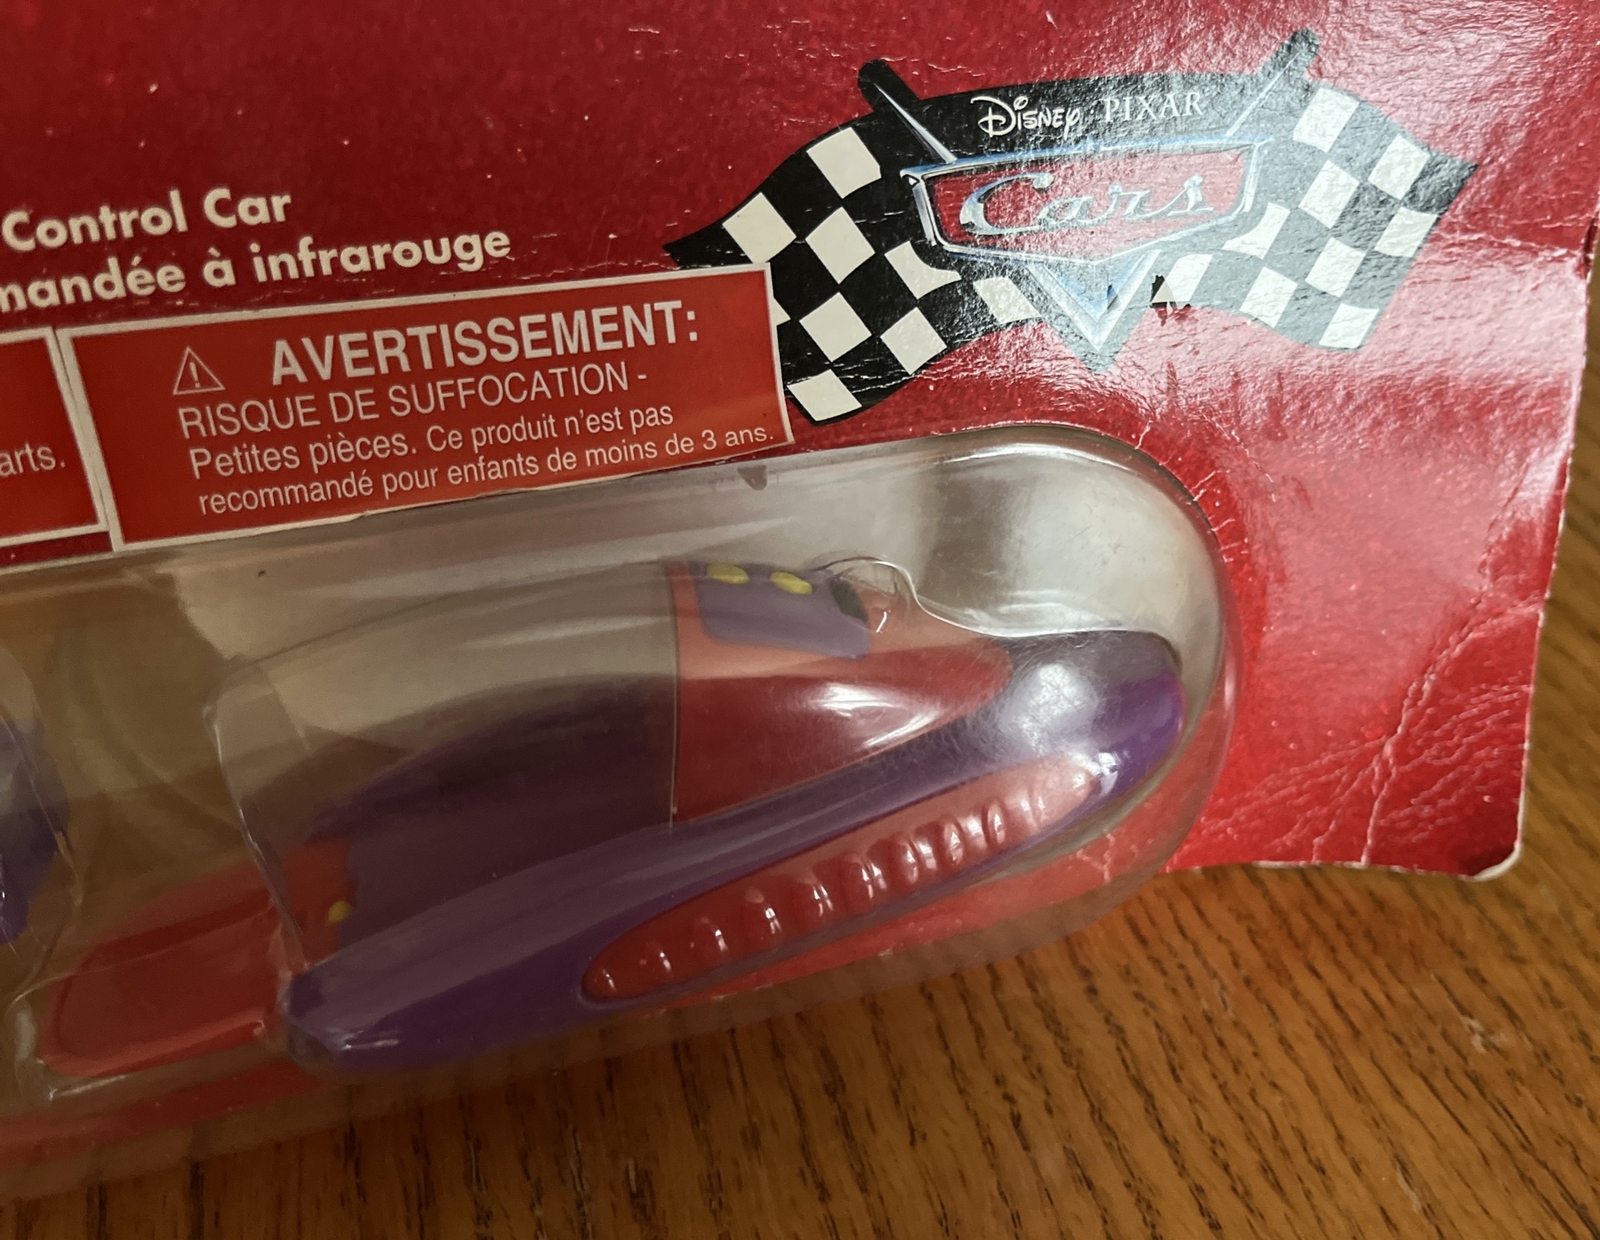 DISNEY PIXAR
Cars
Control Car
mandée à infrarouge
arts.
AVERTISSEMENT:
RISQUE DE SUFFOCATION -
Petites pièces. Ce produit n'est pas
recommandé pour enfants de moins de 3 ans.